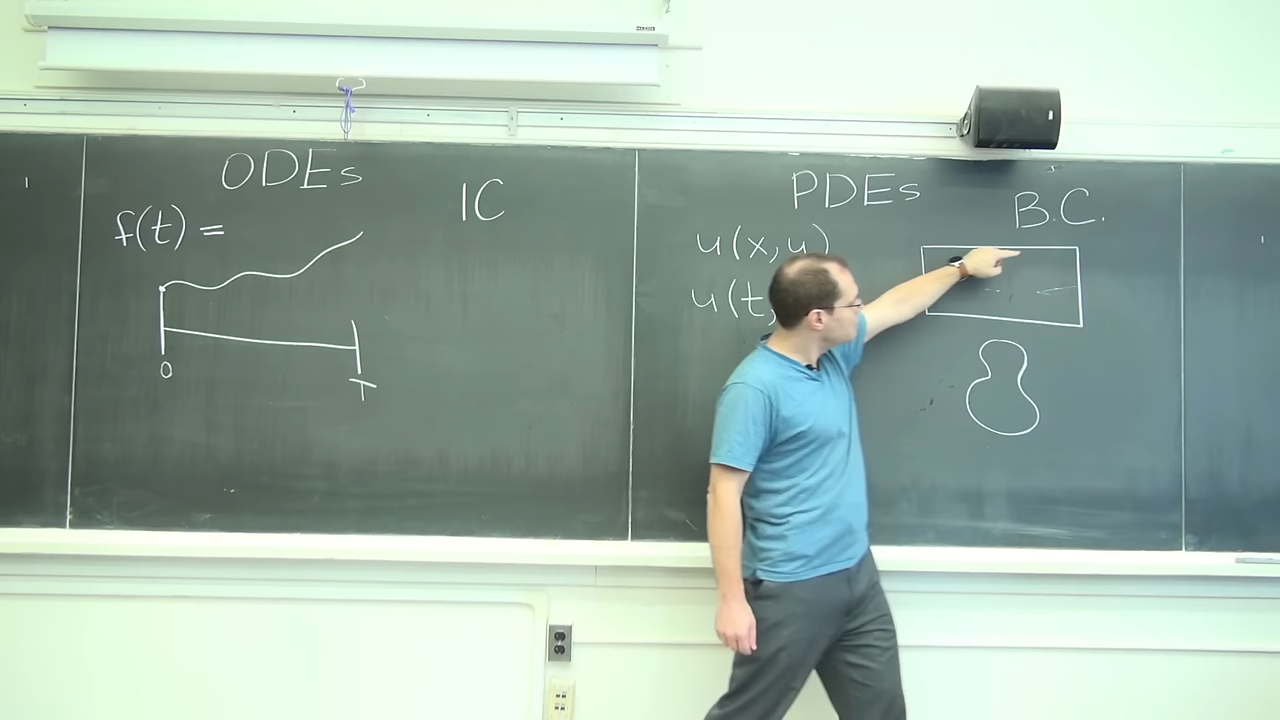 ODEs
IC
f(t) =
0
T
PDEs
B.C.
u(x,u)
u(t,